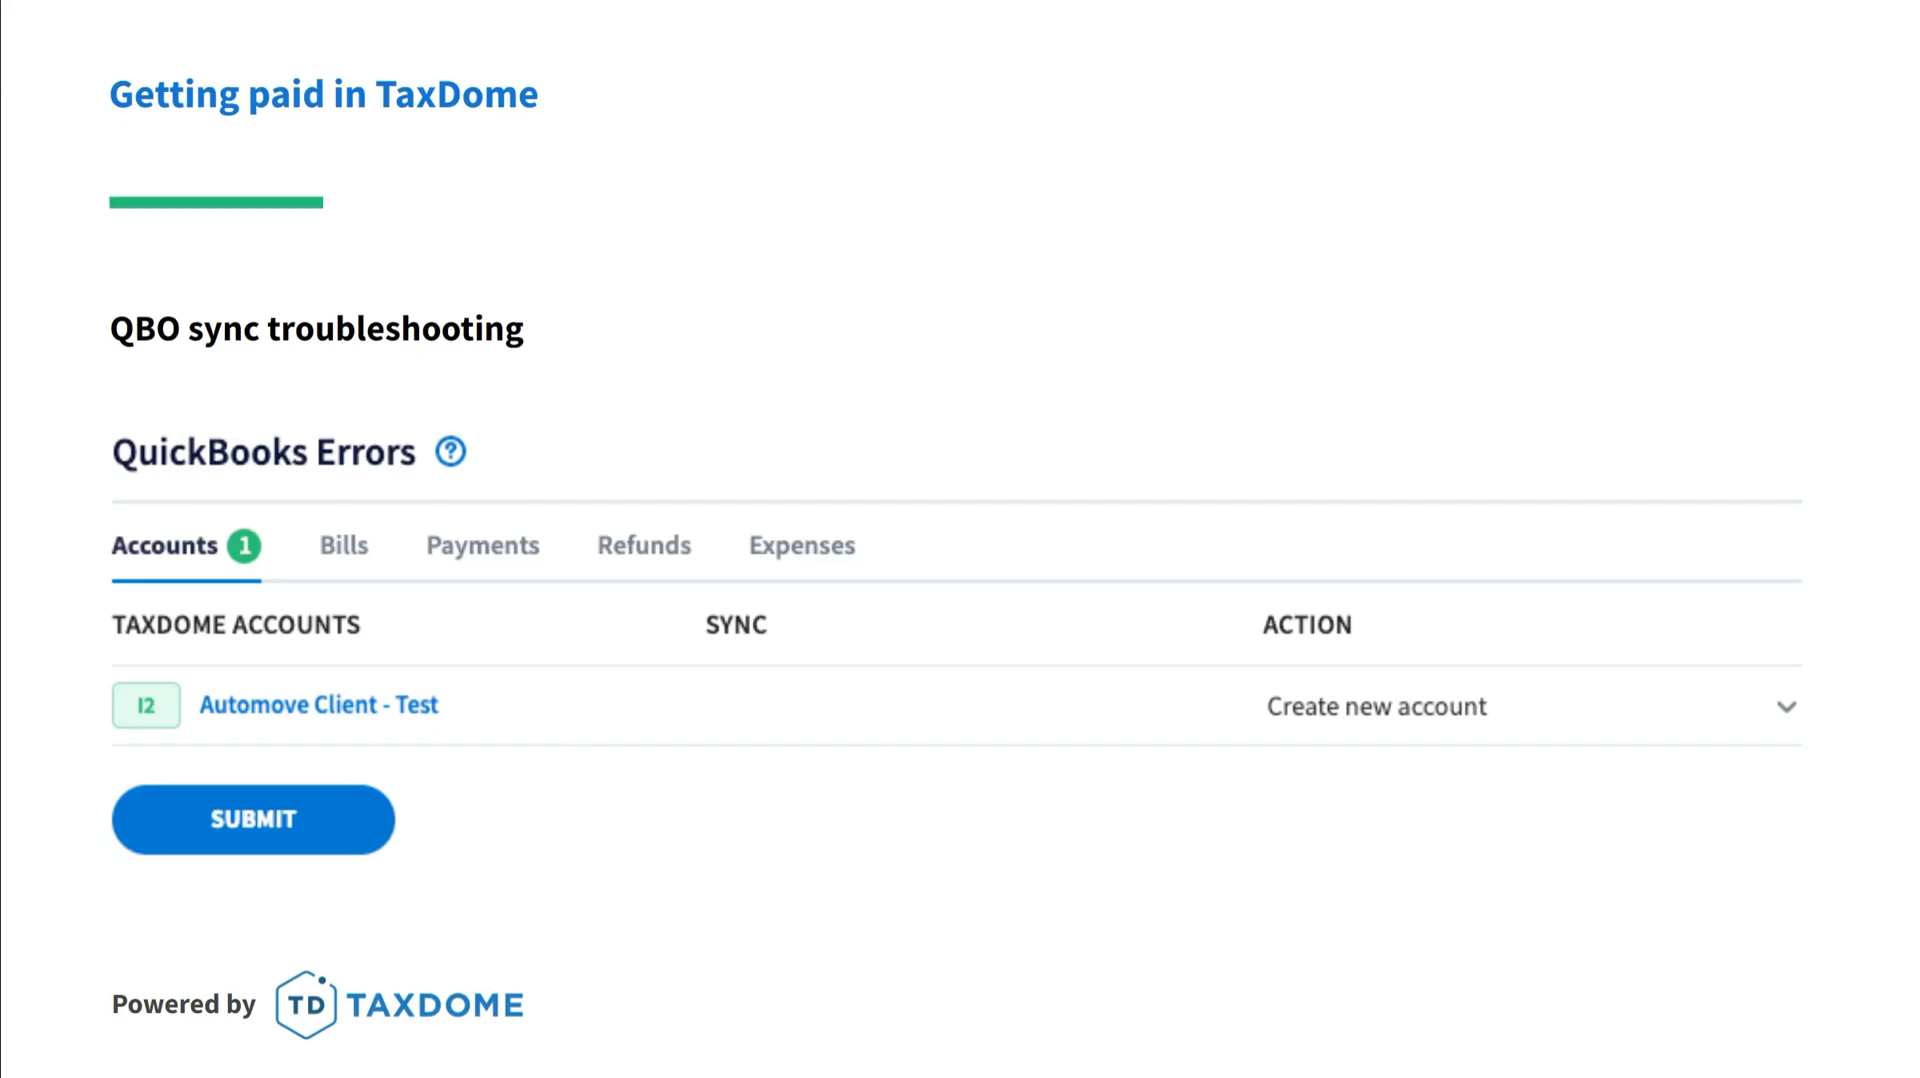 Getting paid in TaxDome
QBO sync troubleshooting
QuickBooks Errors ?
Accounts 1 Bills Payments Refunds Expenses
TAXDOME ACCOUNTS SYNC ACTION
I2 Automove Client - Test Create new account
SUBMIT
Powered by TD TAXDOME